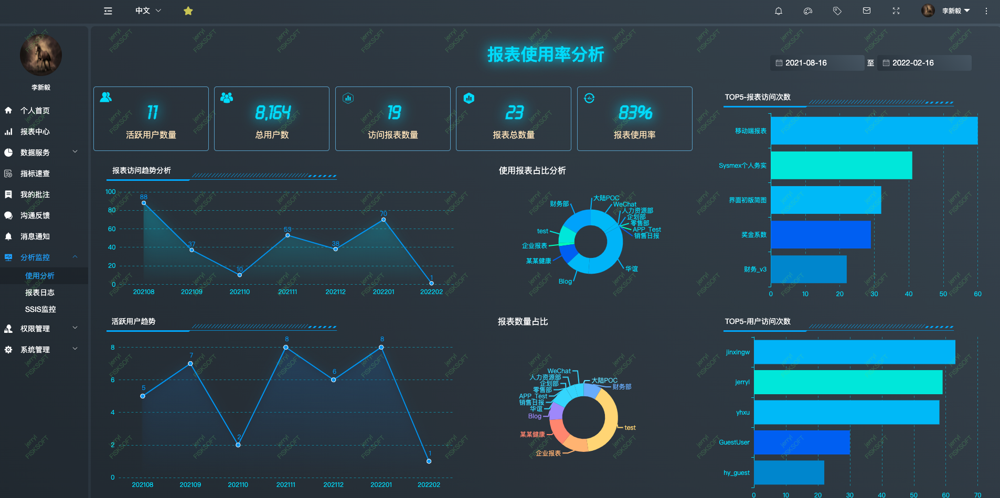 中文
李新毅
李新毅
个人首页
报表中心
数据服务
指标速查
我的批注
沟通反馈
消息通知
分析监控
使用分析
报表日志
SSIS监控
权限管理
系统管理
报表使用率分析
2021-08-16 至 2022-02-16
11
活跃用户数量
8,164
总用户数
19
访问报表数量
23
报表总数量
83%
报表使用率
报表访问趋势分析
100
80
60
40
20
0
88
37
10
53
38
70
1
202108 202109 202110 202111 202112 202201 202202
使用报表占比分析
大陆POC
WeChat
人力资源部
企划部
零售部
APP_Test
销售日报
华谊
Blog
某某健康
企业报表
test
财务部
TOP5-报表访问次数
移动端报表
Sysmex个人务实
界面初版简图
奖金系数
财务_v3
0 10 20 30 40 50 60
活跃用户趋势
8
6
4
2
0
5
7
2
8
6
8
1
202108 202109 202110 202111 202112 202201 202202
报表数量占比
WeChat
人力资源部
企划部
零售部
APP_Test
销售日报
华谊
Blog
某某健康
企业报表
大陆POC
财务部
test
TOP5-用户访问次数
jinxingw
jerryl
yhxu
GuestUser
hy_guest
0 10 20 30 40 50 60 70
jerryl
FISKSOFT